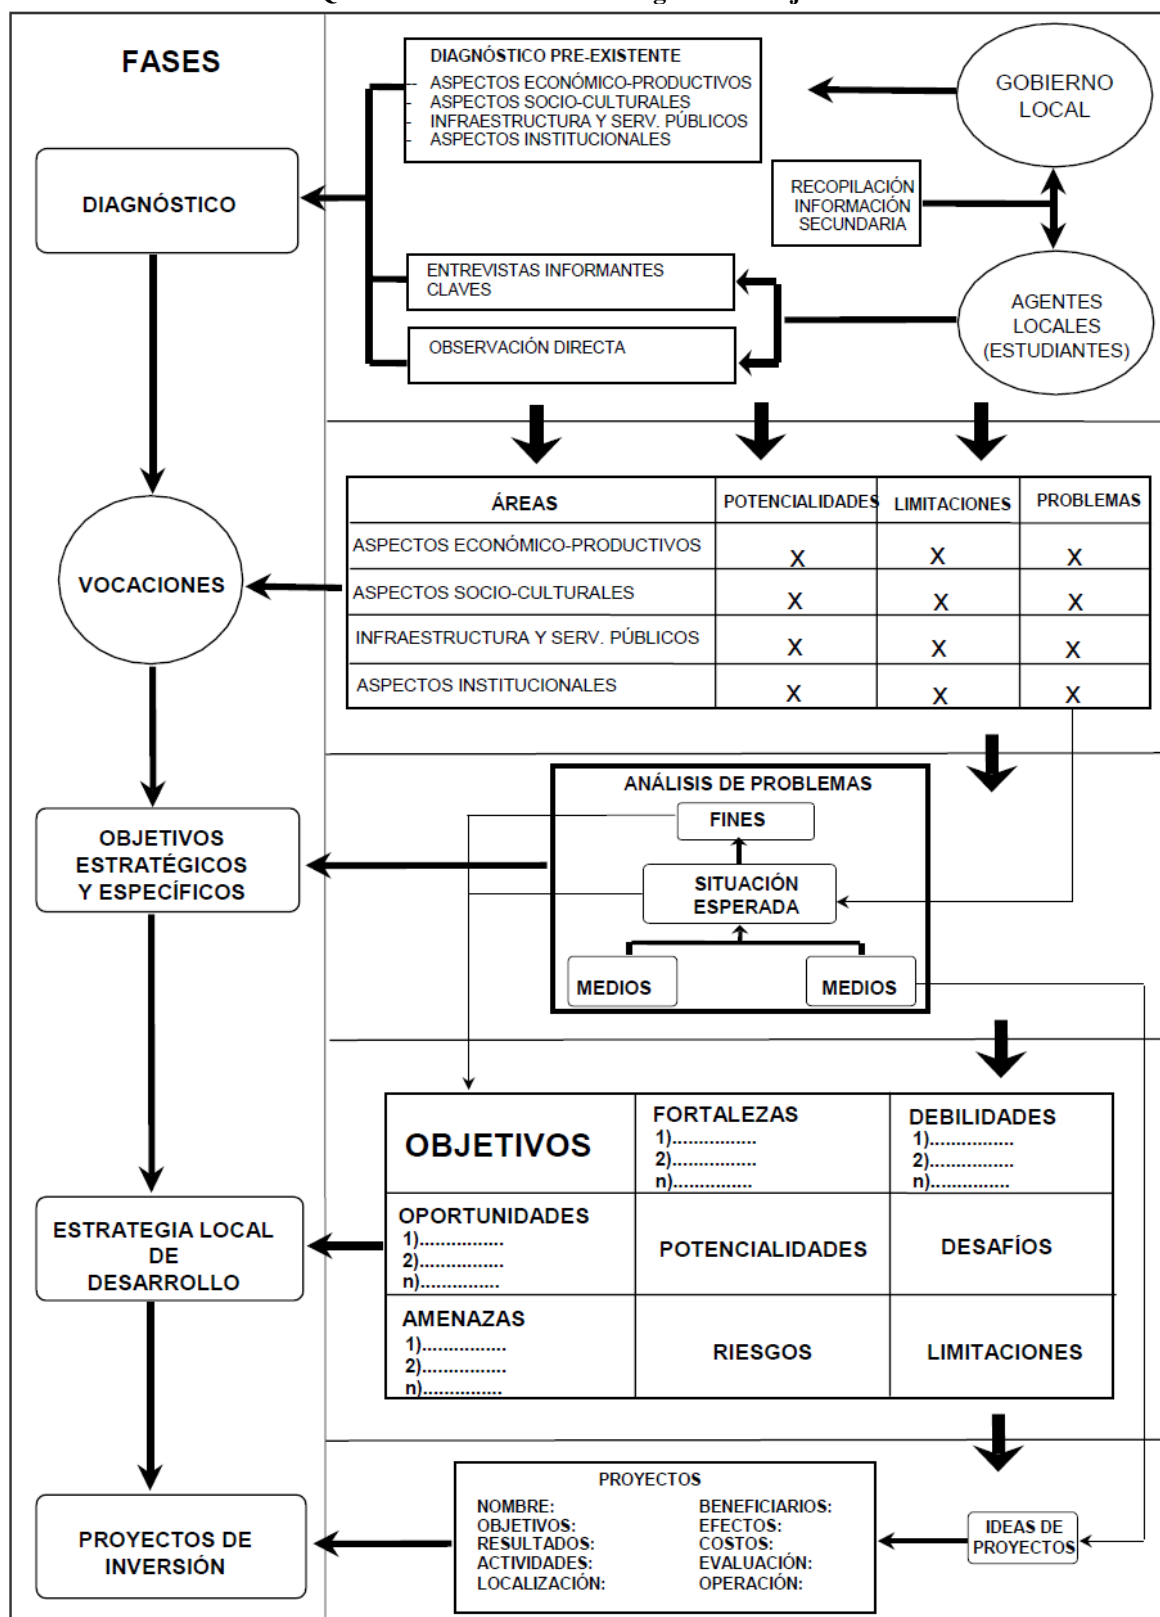 FASES
DIAGNÓSTICO PRE-EXISTENTE
-- ASPECTOS ECONÓMICO-PRODUCTIVOS
- ASPECTOS SOCIO-CULTURALES
- INFRAESTRUCTURA Y SERV. PÚBLICOS
- ASPECTOS INSTITUCIONALES
GOBIERNO
LOCAL
DIAGNÓSTICO
RECOPILACIÓN
INFORMACIÓN
SECUNDARIA
ENTREVISTAS INFORMANTES
CLAVES
OBSERVACIÓN DIRECTA
AGENTES
LOCALES
(ESTUDIANTES)
VOCACIONES
ÁREAS POTENCIALIDADES LIMITACIONES PROBLEMAS
ASPECTOS ECONÓMICO-PRODUCTIVOS X X X
ASPECTOS SOCIO-CULTURALES X X X
INFRAESTRUCTURA Y SERV. PÚBLICOS X X X
ASPECTOS INSTITUCIONALES X X X
OBJETIVOS
ESTRATÉGICOS
Y ESPECÍFICOS
ANÁLISIS DE PROBLEMAS
FINES
SITUACIÓN
ESPERADA
MEDIOS MEDIOS
ESTRATEGIA LOCAL
DE
DESARROLLO
OBJETIVOS
FORTALEZAS
1)................
2)................
n)...............
DEBILIDADES
1)................
2)................
n)...............
OPORTUNIDADES
1)................
2)................
n)...............
POTENCIALIDADES
DESAFÍOS
AMENAZAS
1)................
2)................
n)...............
RIESGOS
LIMITACIONES
PROYECTOS DE
INVERSIÓN
PROYECTOS
NOMBRE: BENEFICIARIOS:
OBJETIVOS: EFECTOS:
RESULTADOS: COSTOS:
ACTIVIDADES: EVALUACIÓN:
LOCALIZACIÓN: OPERACIÓN:
IDEAS DE
PROYECTOS